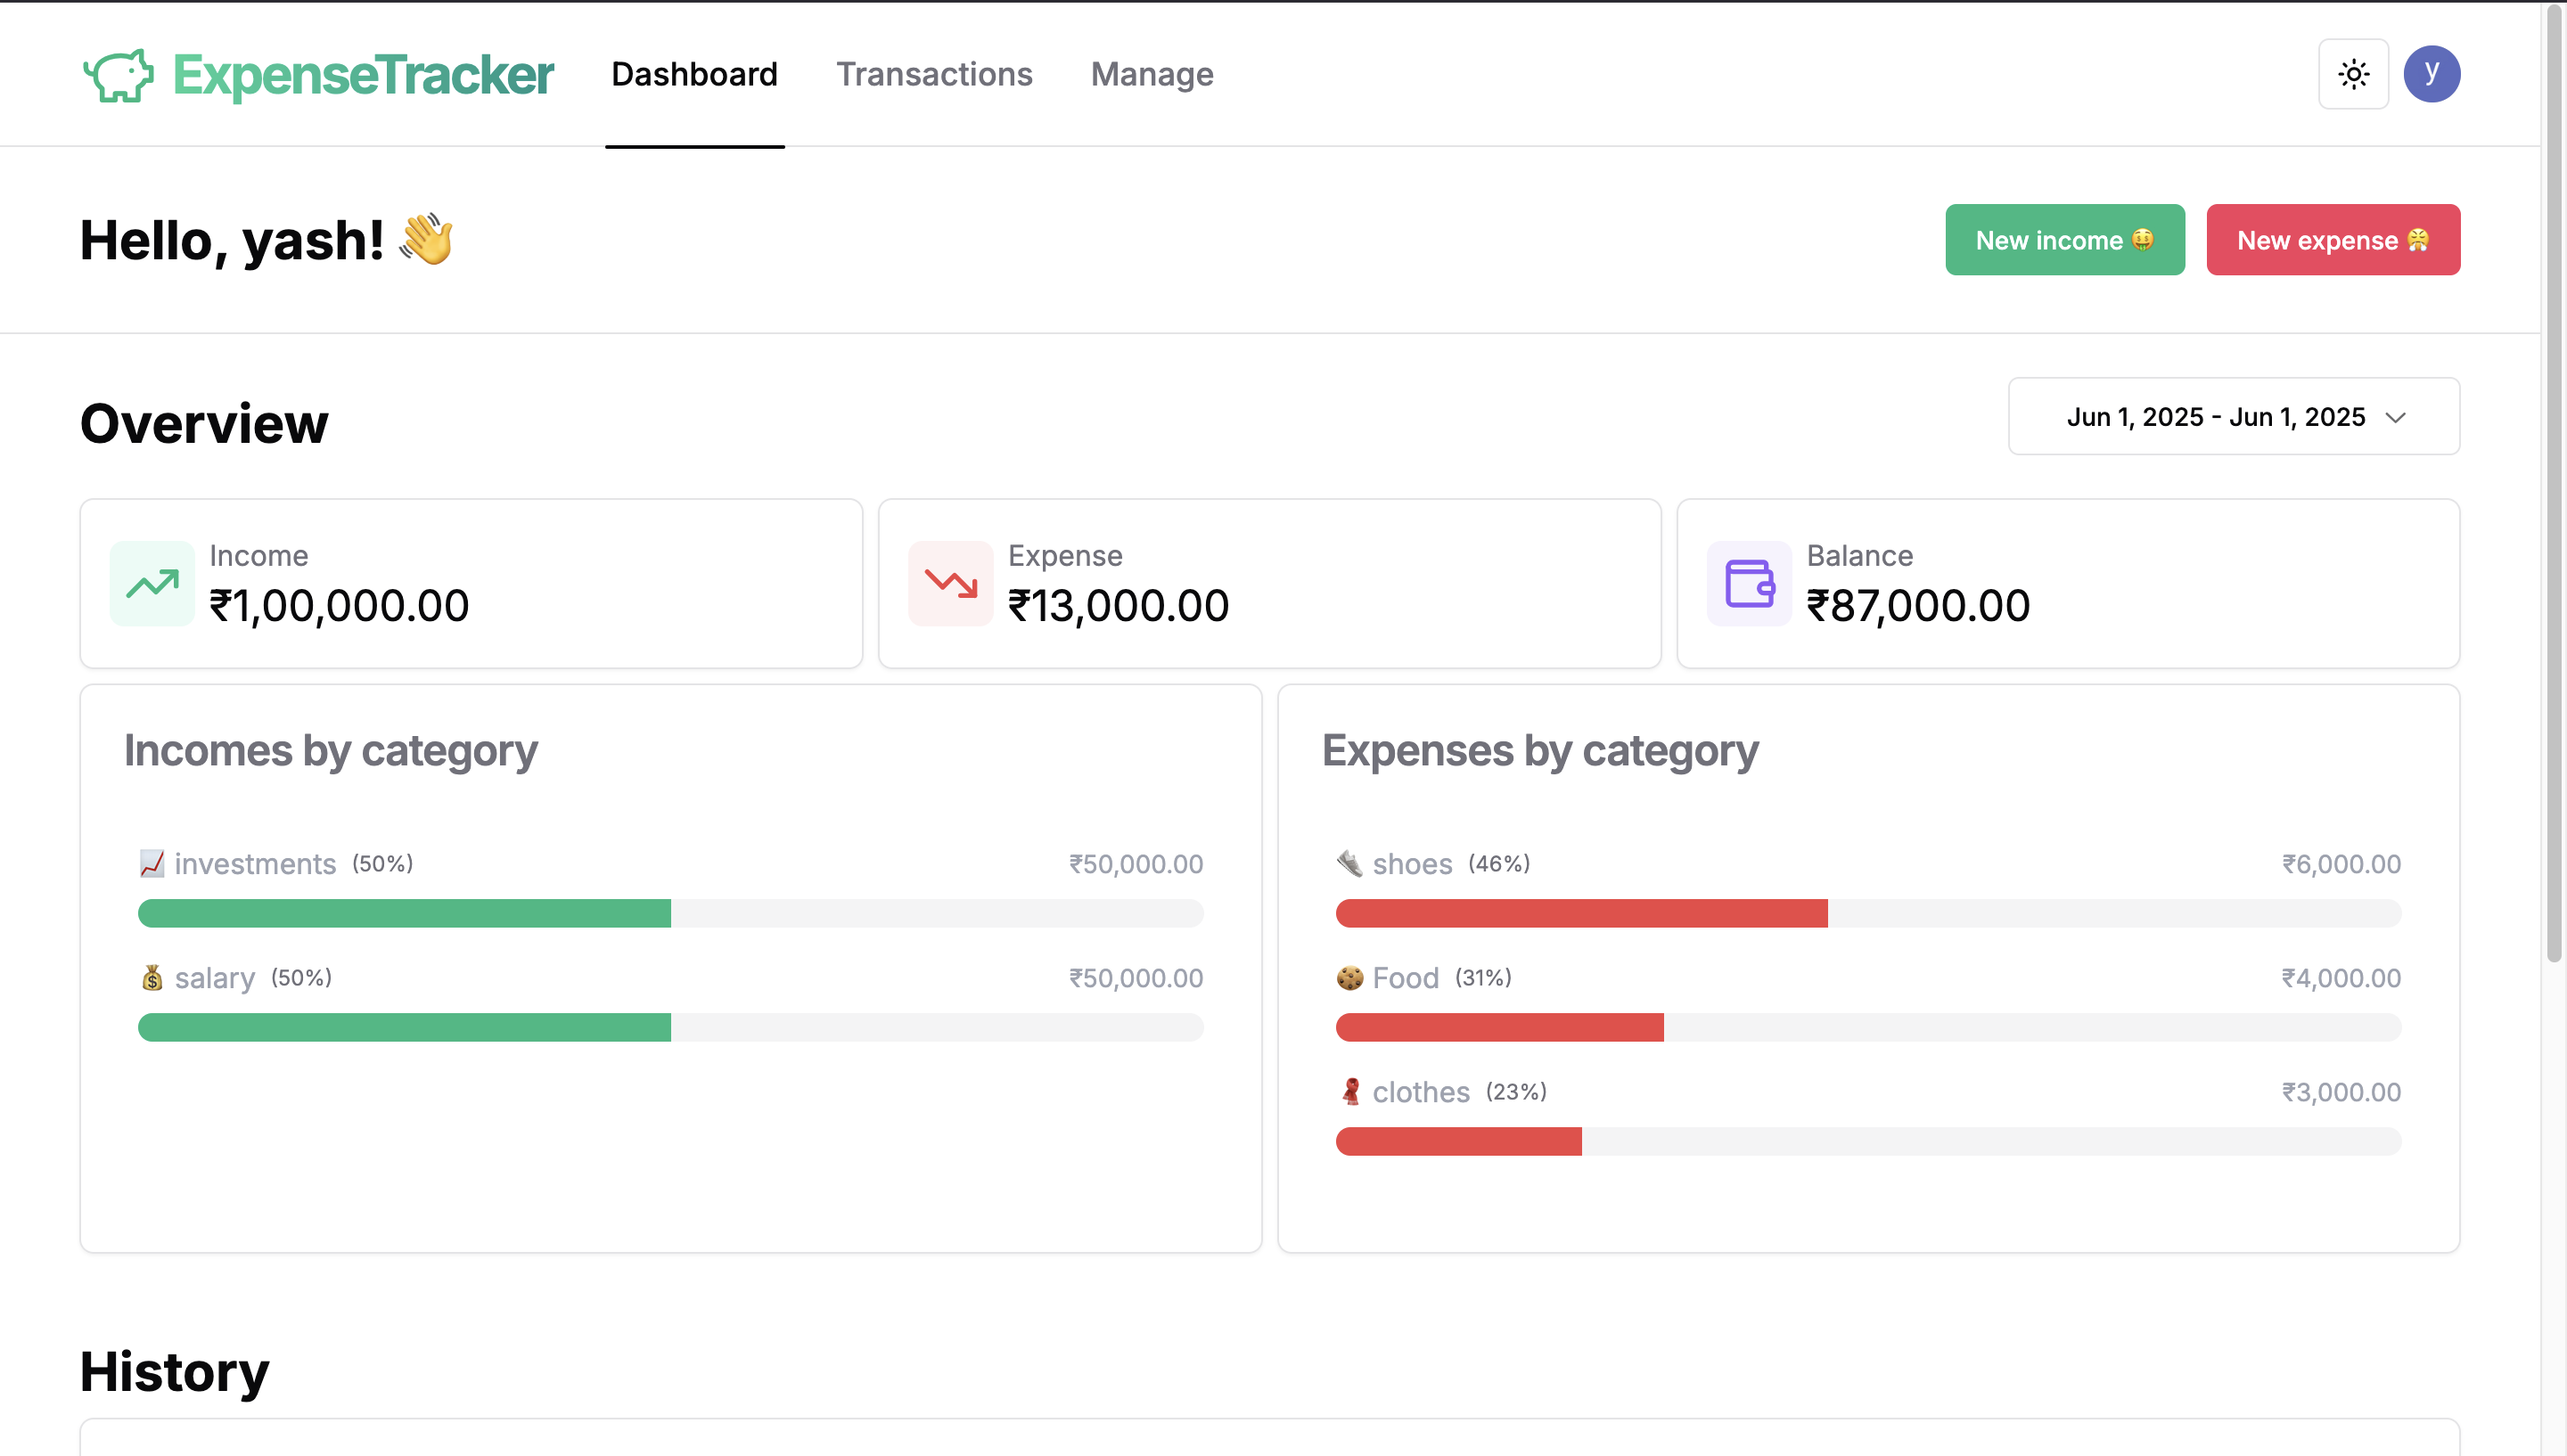 ExpenseTracker Dashboard Transactions Manage y
Hello, yash! 👋 New income 🤑 New expense 😤
Overview Jun 1, 2025 - Jun 1, 2025
Income Expense Balance
₹1,00,000.00 ₹13,000.00 ₹87,000.00
Incomes by category
📈 investments (50%) ₹50,000.00
💰 salary (50%) ₹50,000.00
Expenses by category
👟 shoes (46%) ₹6,000.00
🍪 Food (31%) ₹4,000.00
🧣 clothes (23%) ₹3,000.00
History